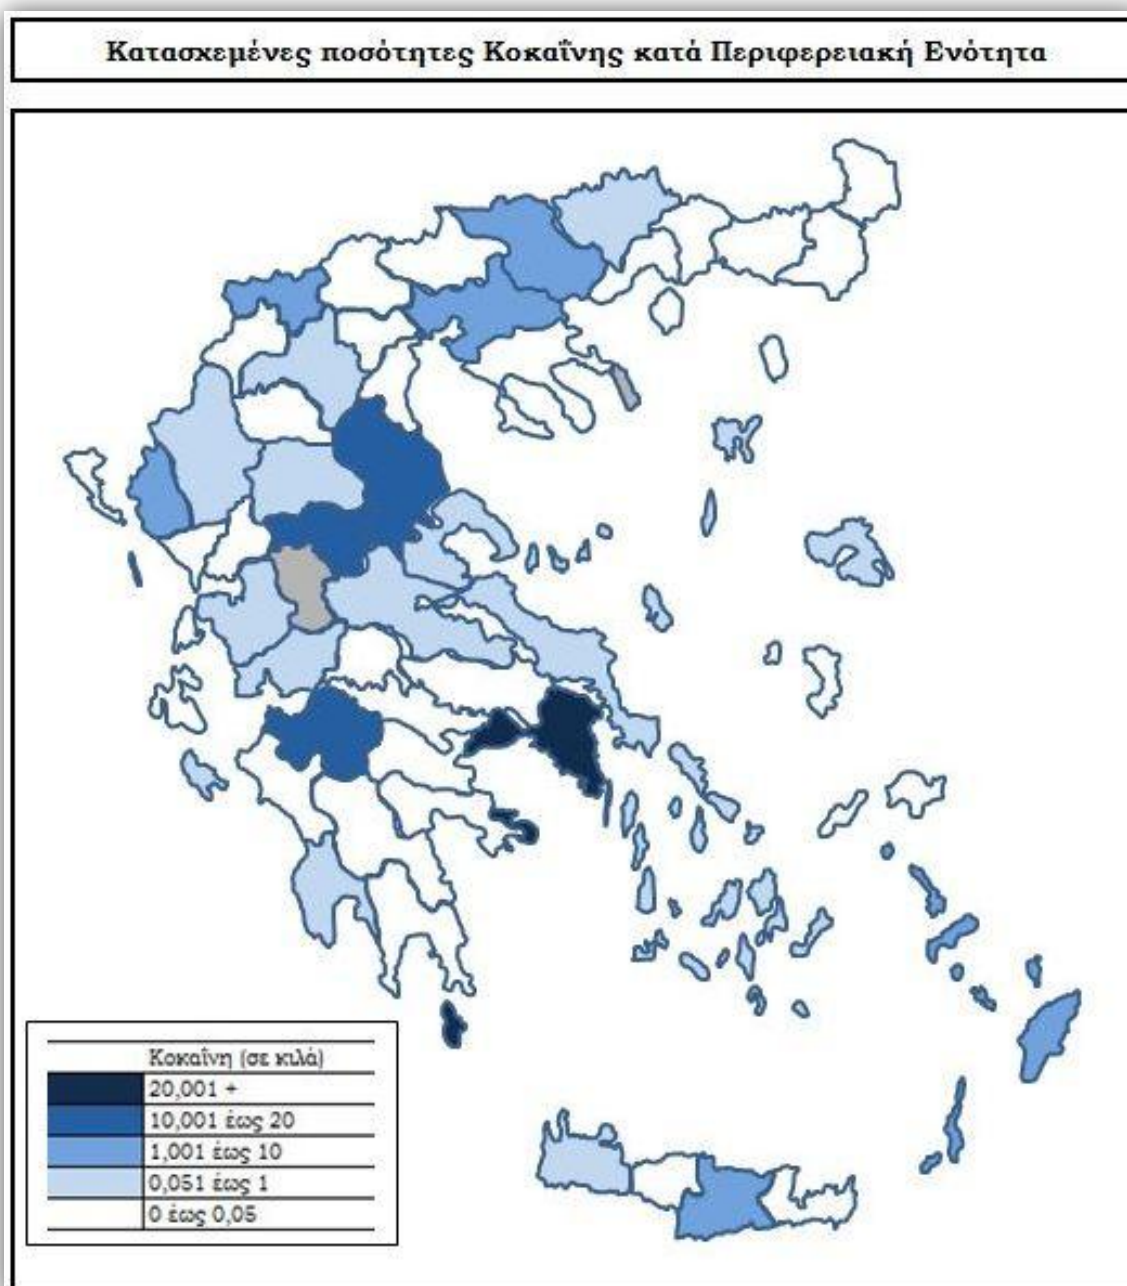 Κατασχεμένες ποσότητες Κοκαΐνης κατά Περιφερειακή Ενότητα
Κοκαΐνη (σε κιλά)
20,001 +
10,001 έως 20
1,001 έως 10
0,051 έως 1
0 έως 0,05